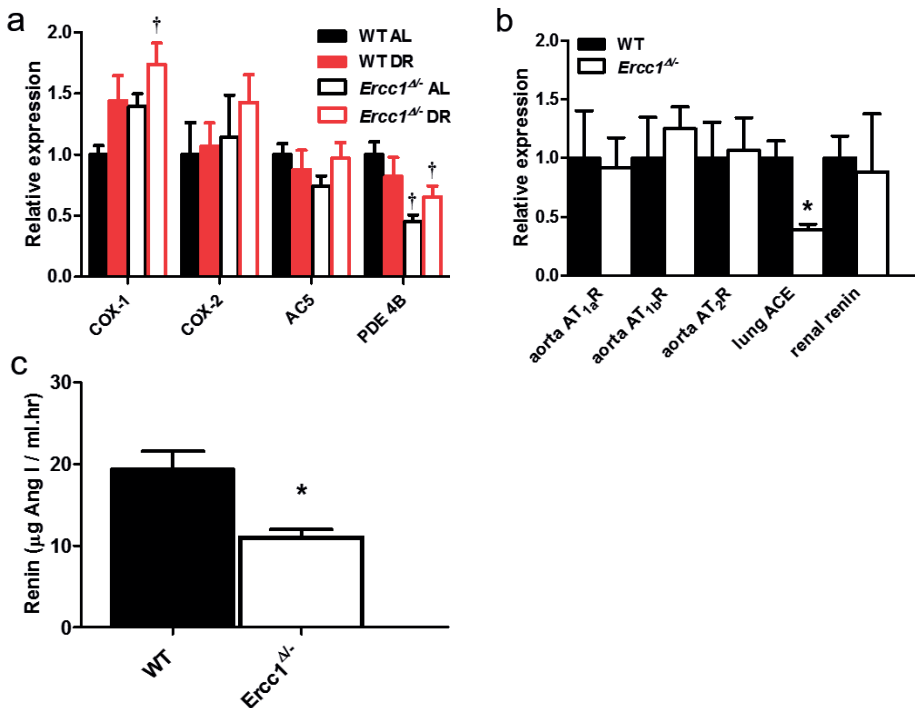 a
Relative expression
2.0
1.5
1.0
0.5
0.0
†
†
†
WT AL
WT DR
Ercc1Δ/- AL
Ercc1Δ/- DR
COX-1
COX-2
AC5
PDE 4B
b
Relative expression
2.0
1.5
1.0
0.5
0.0
WT
Ercc1Δ/-
*
aorta AT1aR
aorta AT1bR
aorta AT2R
lung ACE
renal renin
c
Renin (µg Ang I / ml.hr)
30
20
10
0
*
WT
Ercc1Δ/-